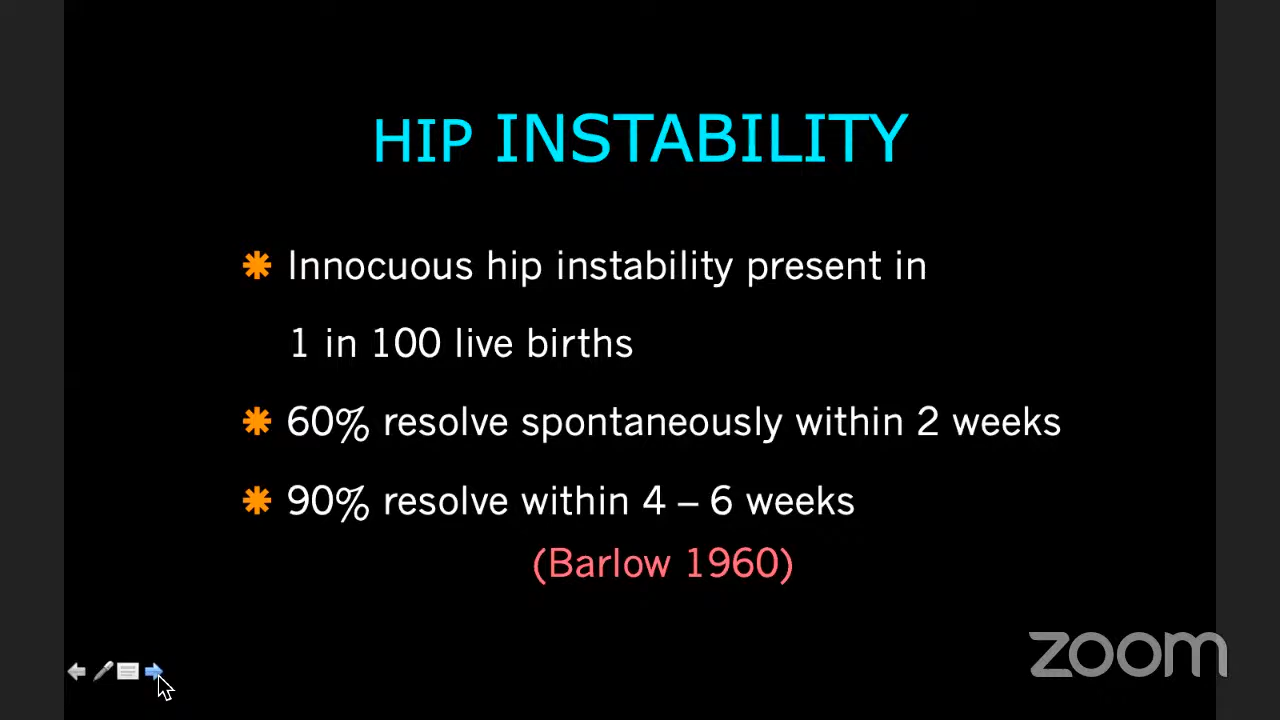 HIP INSTABILITY
Innocuous hip instability present in
1 in 100 live births
60% resolve spontaneously within 2 weeks
90% resolve within 4 – 6 weeks
(Barlow 1960)
zoom